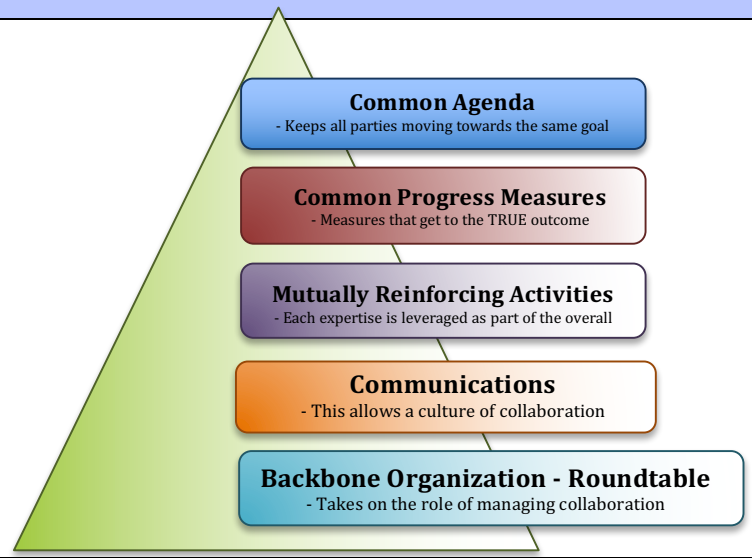 Common Agenda
- Keeps all parties moving towards the same goal
Common Progress Measures
- Measures that get to the TRUE outcome
Mutually Reinforcing Activities
- Each expertise is leveraged as part of the overall
Communications
- This allows a culture of collaboration
Backbone Organization - Roundtable
- Takes on the role of managing collaboration